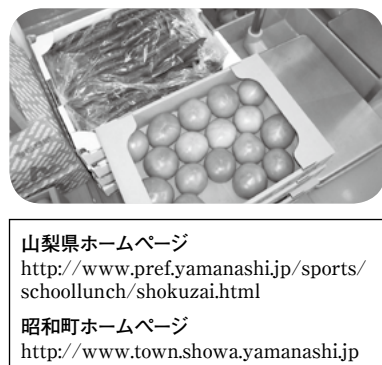 山梨県ホームページ
http://www.pref.yamanashi.jp/sports/
schoollunch/shokuzai.html
昭和町ホームページ
http://www.town.showa.yamanashi.jp